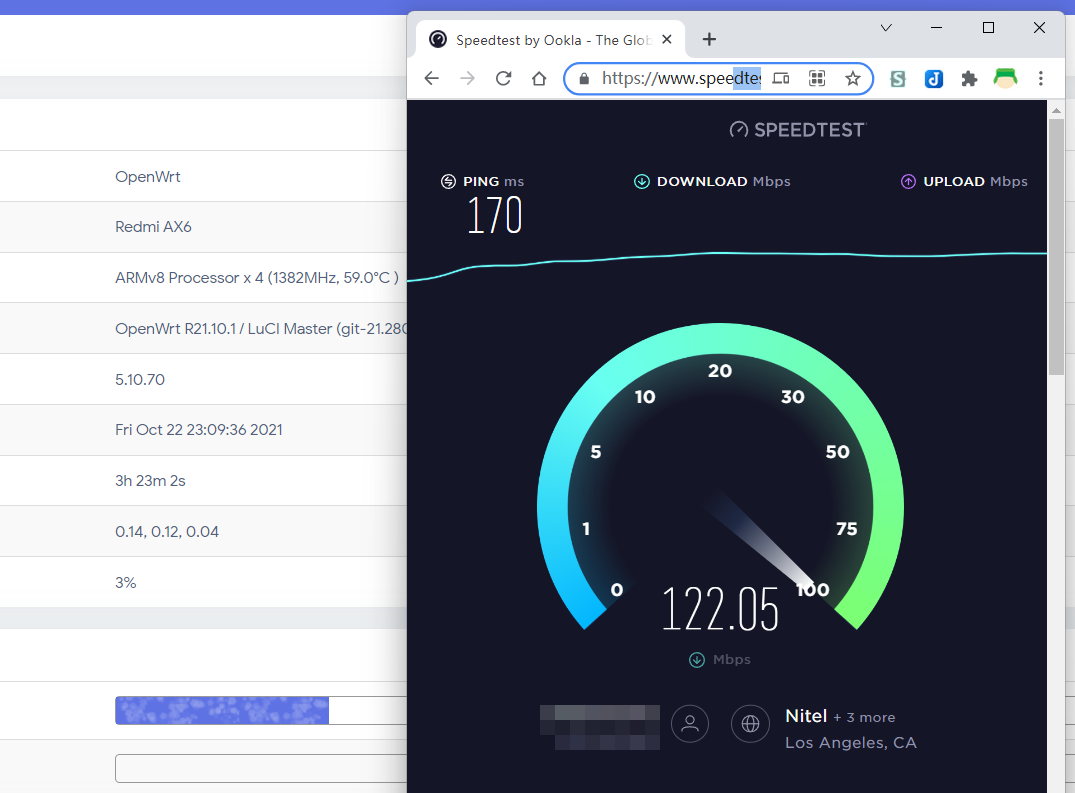 OpenWrt
Redmi AX6
ARMv8 Processor x 4 (1382MHz, 59.0°C )
OpenWrt R21.10.1 / LuCI Master (git-21.280
5.10.70
Fri Oct 22 23:09:36 2021
3h 23m 2s
0.14, 0.12, 0.04
3%
Speedtest by Ookla - The Glob
https://www.speedtes
SPEEDTEST
PING ms
170
DOWNLOAD Mbps
UPLOAD Mbps
0
1
5
10
20
30
50
75
100
122.05
Mbps
Nitel + 3 more
Los Angeles, CA